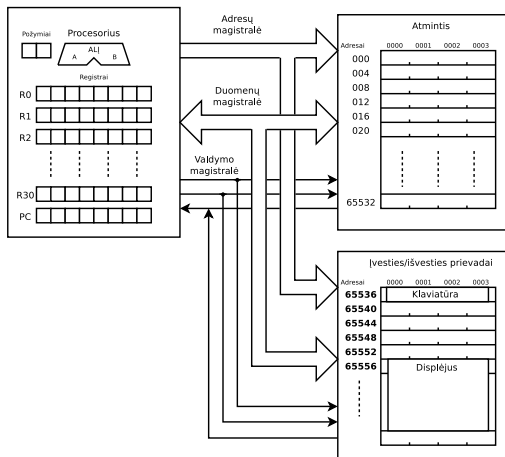 Požymiai
Procesorius
ALĮ
A B
Registrai
R0
R1
R2
R30
PC
Adresų
magistralė
Duomenų
magistralė
Valdymo
magistralė
Atmintis
Adresai 0000 0001 0002 0003
000
004
008
012
016
020
65532
Įvesties/išvesties prievadai
Adresai 0000 0001 0002 0003
65536 Klaviatūra
65540
65544
65548
65552
65556 Displėjus